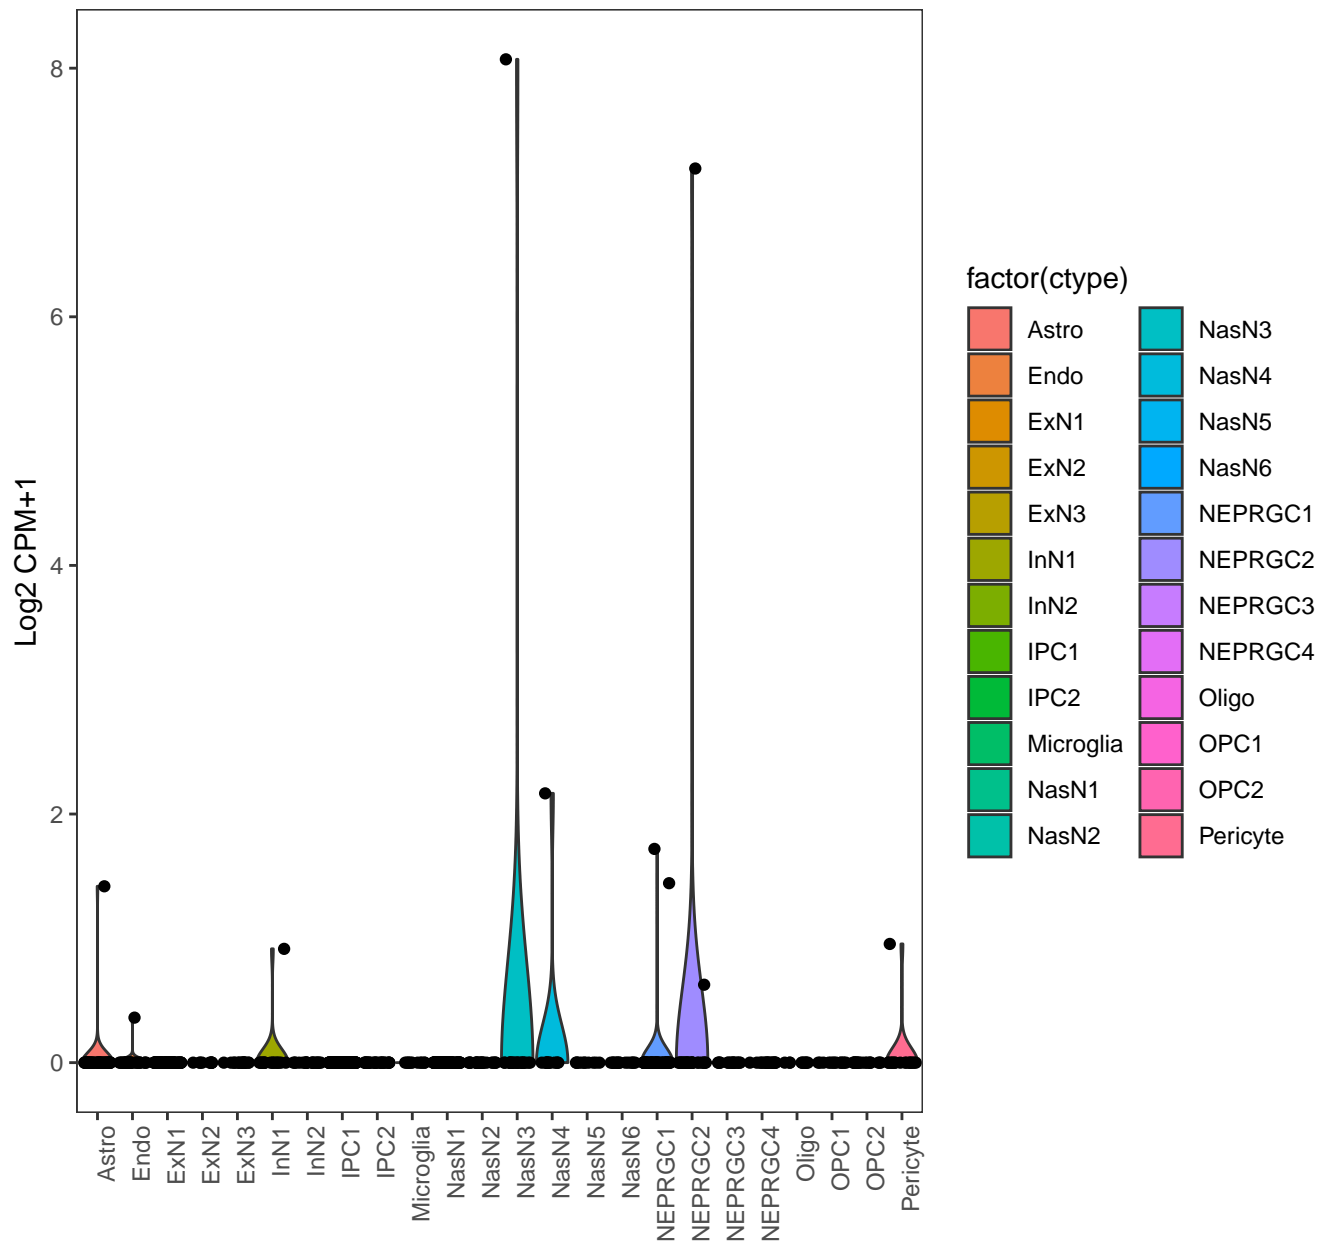 8
6
4
2
0
Log2 CPM+1
Astro
Endo
ExN1
ExN2
ExN3
InN1
InN2
IPC1
IPC2
Microglia
NasN1
NasN2
NasN3
NasN4
NasN5
NasN6
NEPRGC1
NEPRGC2
NEPRGC3
NEPRGC4
Oligo
OPC1
OPC2
Pericyte
factor(ctype)
Astro
Endo
ExN1
ExN2
ExN3
InN1
InN2
IPC1
IPC2
Microglia
NasN1
NasN2
NasN3
NasN4
NasN5
NasN6
NEPRGC1
NEPRGC2
NEPRGC3
NEPRGC4
Oligo
OPC1
OPC2
Pericyte